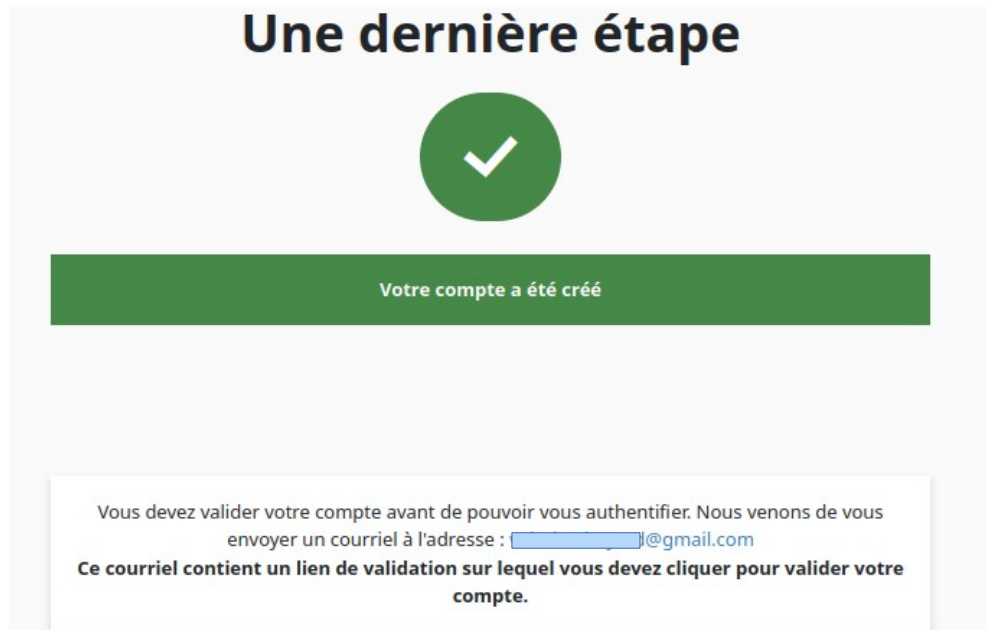 Une dernière étape
Votre compte a été créé
Vous devez valider votre compte avant de pouvoir vous authentifier. Nous venons de vous
envoyer un courriel à l'adresse : d@gmail.com
Ce courriel contient un lien de validation sur lequel vous devez cliquer pour valider votre
compte.